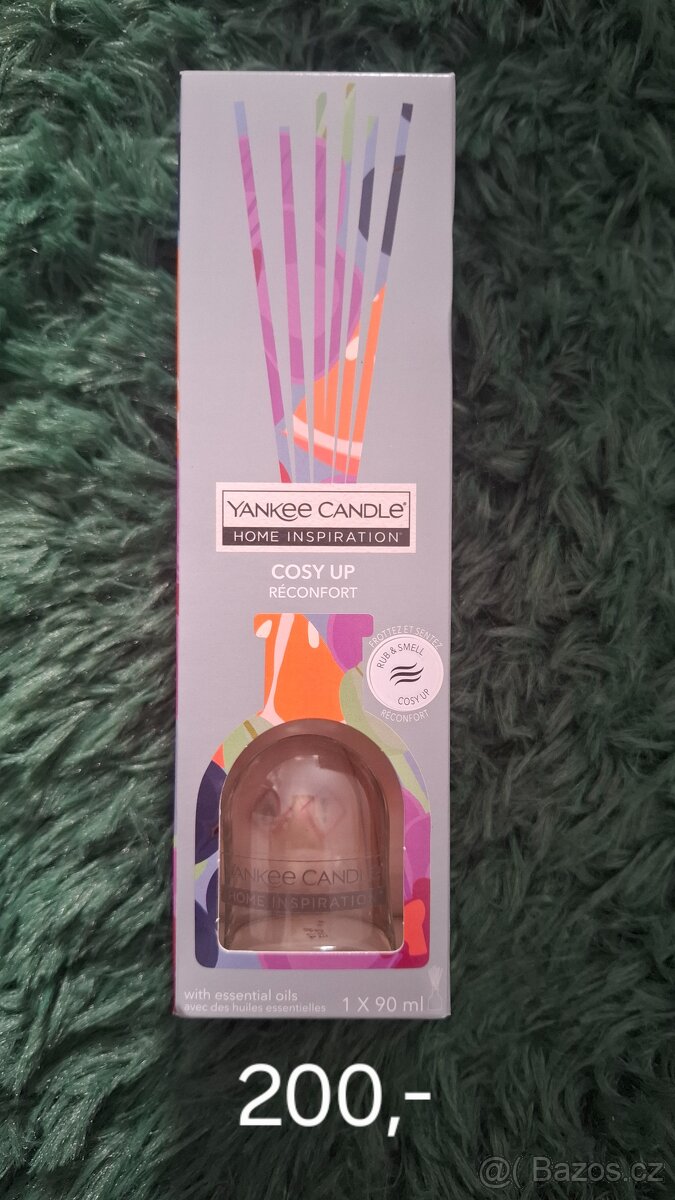 YANKEE CANDLE®
HOME INSPIRATION™
COSY UP
RÉCONFORT
FROTTEZ ET SENTEZ
RUB & SMELL
COSY UP
RÉCONFORT
YANKEE CANDLE
HOME INSPIRATION
with essential oils
avec des huiles essentielles
1 X 90 ml
200,-
@( Bazos.cz